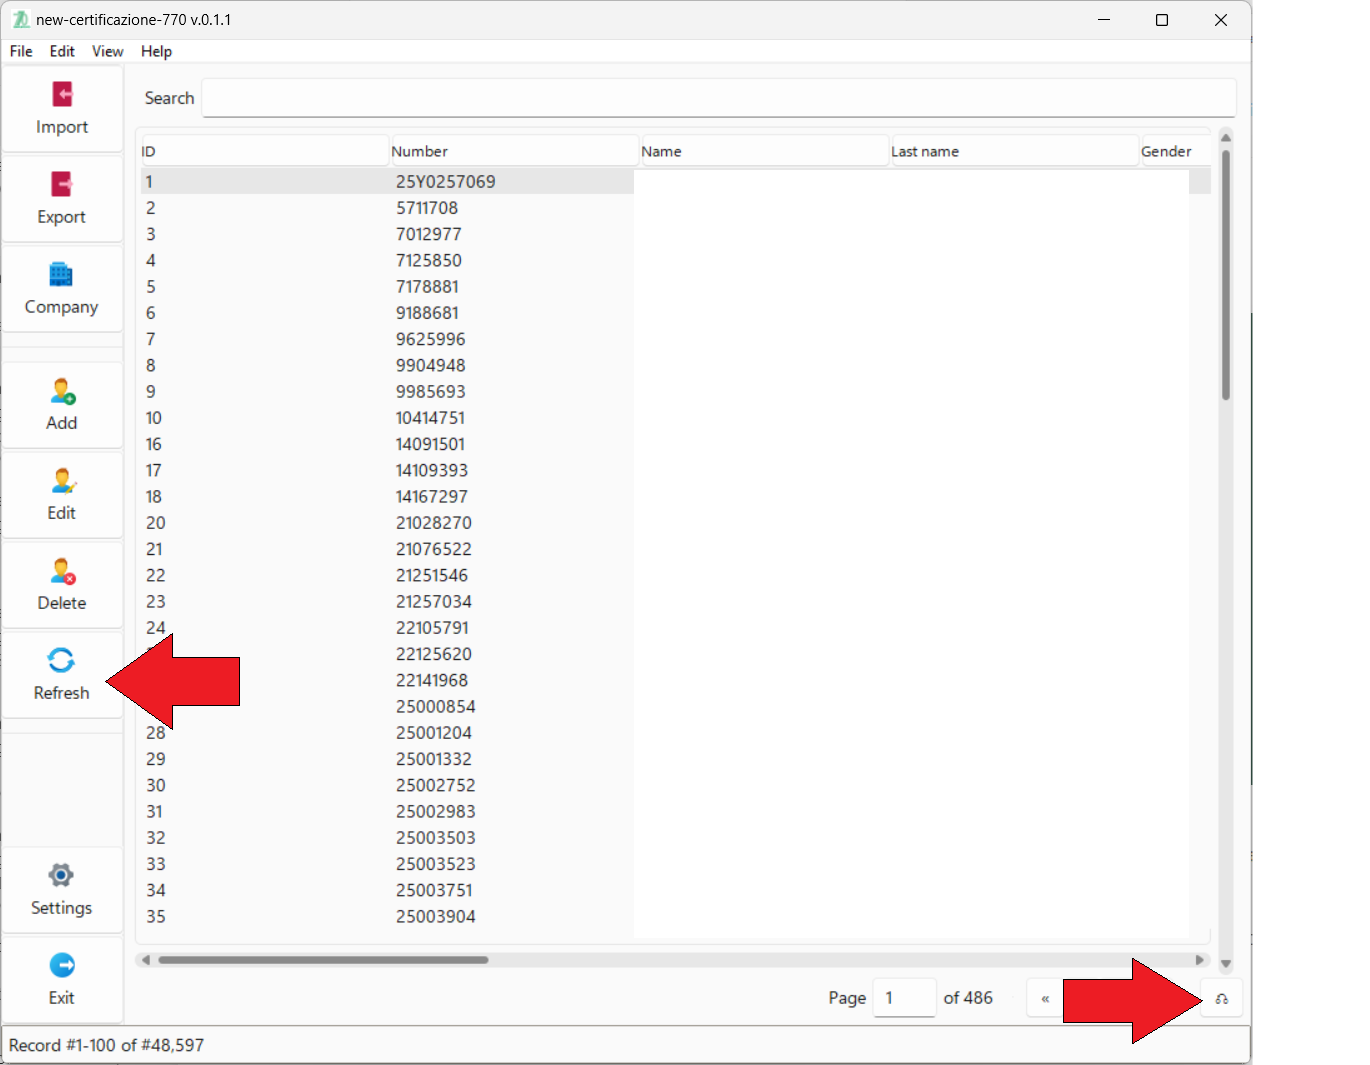 new-certificazione-770 v.0.1.1
File Edit View Help
Import
Export
Company
Add
Edit
Delete
Refresh
Settings
Exit
Search
ID Number Name Last name Gender
1 25Y0257069
2 5711708
3 7012977
4 7125850
5 7178881
6 9188681
7 9625996
8 9904948
9 9985693
10 10414751
16 14091501
17 14109393
18 14167297
20 21028270
21 21076522
22 21251546
23 21257034
24 22105791
22125620
22141968
25000854
28 25001204
29 25001332
30 25002752
31 25002983
32 25003503
33 25003523
34 25003751
35 25003904
Page 1 of 486 «
Record #1-100 of #48,597